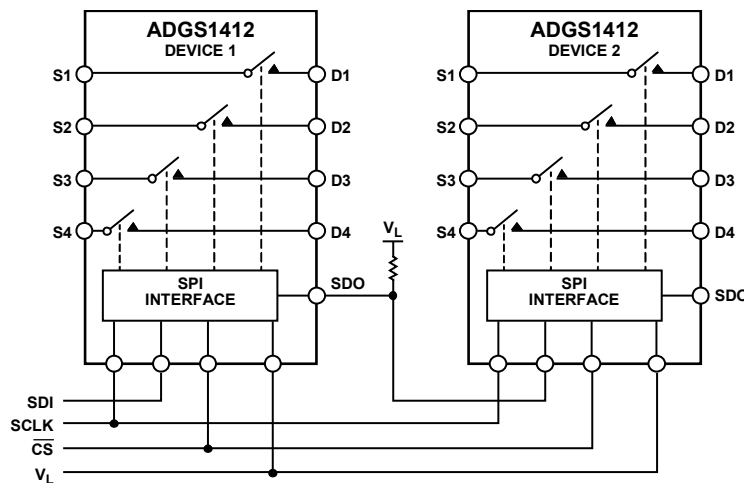 ADGS1412
DEVICE 1
ADGS1412
DEVICE 2
S1
D1
S1
D1
S2
D2
S2
D2
S3
D3
S3
D3
S4
D4
VL
S4
D4
SPI
INTERFACE
SDO
SPI
INTERFACE
SDO
SDI
SCLK
CS
VL